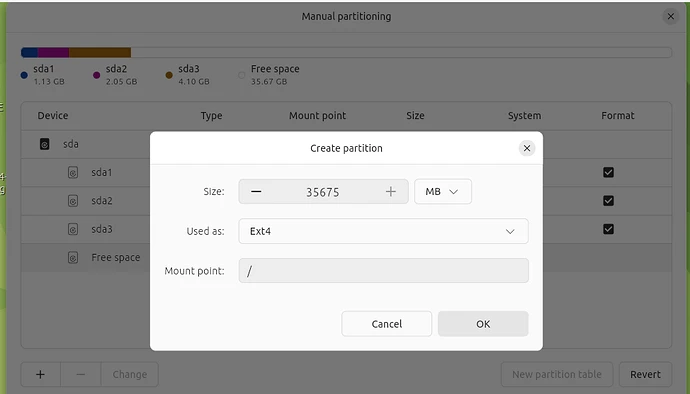 Manual partitioning
sda1 sda2 sda3 Free space
1.13 GB 2.05 GB 4.10 GB 35.67 GB
Device Type Mount point Size System Format
sda
Create partition
sda1
Size: 35675 MB
sda2
Used as: Ext4
sda3
Free space
Mount point: /
Cancel OK
Change New partition table Revert